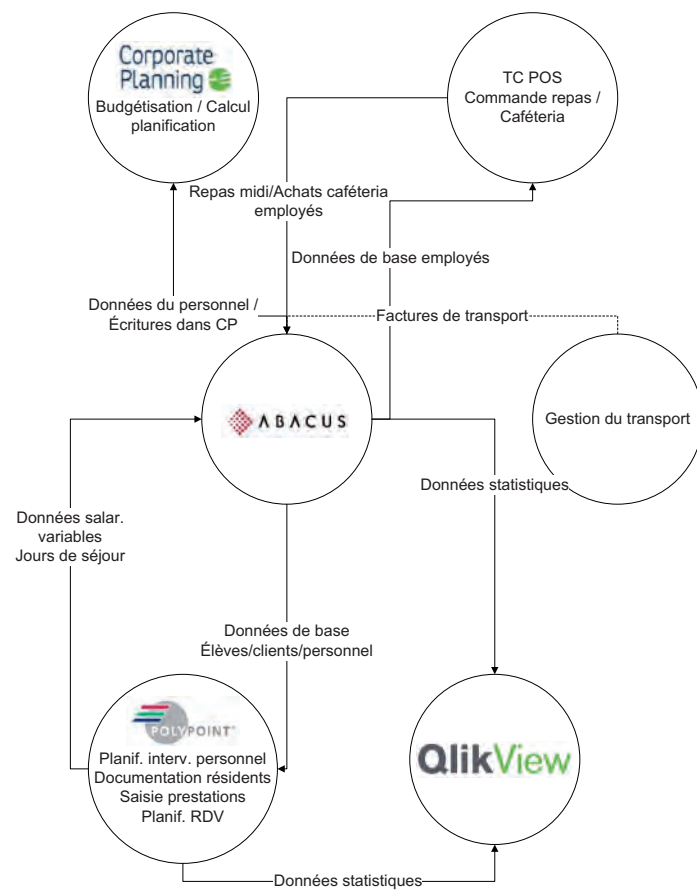 Corporate
Planning
Budgétisation / Calcul
planification
TC POS
Commande repas /
Caféteria
Repas midi/Achats caféteria
employés
Données de base employés
Données du personnel /
Écritures dans CP
Factures de transport
ABACUS
Gestion du transport
Données statistiques
Données salar.
variables
Jours de séjour
Données de base
Élèves/clients/personnel
POLYPOINT
Planif. interv. personnel
Documentation résidents
Saisie prestations
Planif. RDV
QlikView
Données statistiques